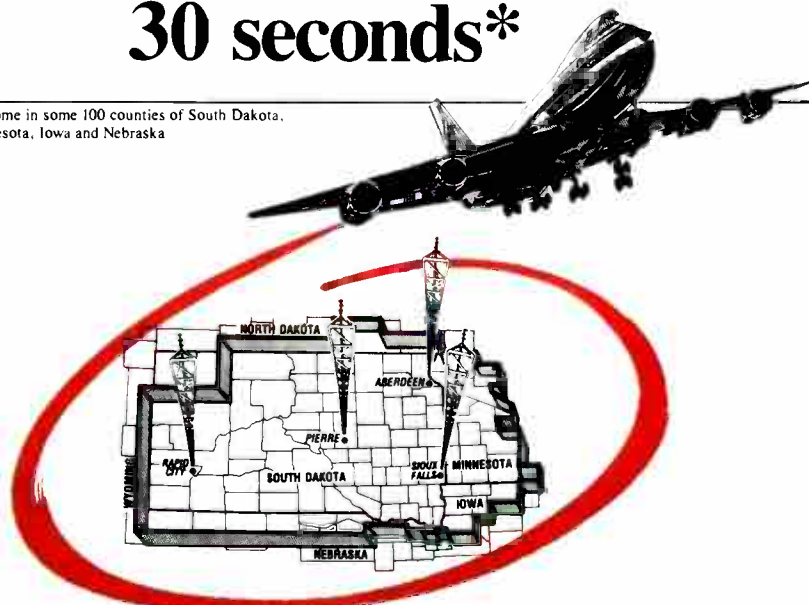 30 seconds*
ome in some 100 counties of South Dakota,
esota, Iowa and Nebraska
NORTH DAKOTA
ABERDEEN
PIERRE
RAPID
CITY
WYOMING
SOUTH DAKOTA
SIOUX
FALLS
MINNESOTA
IOWA
NEBRASKA